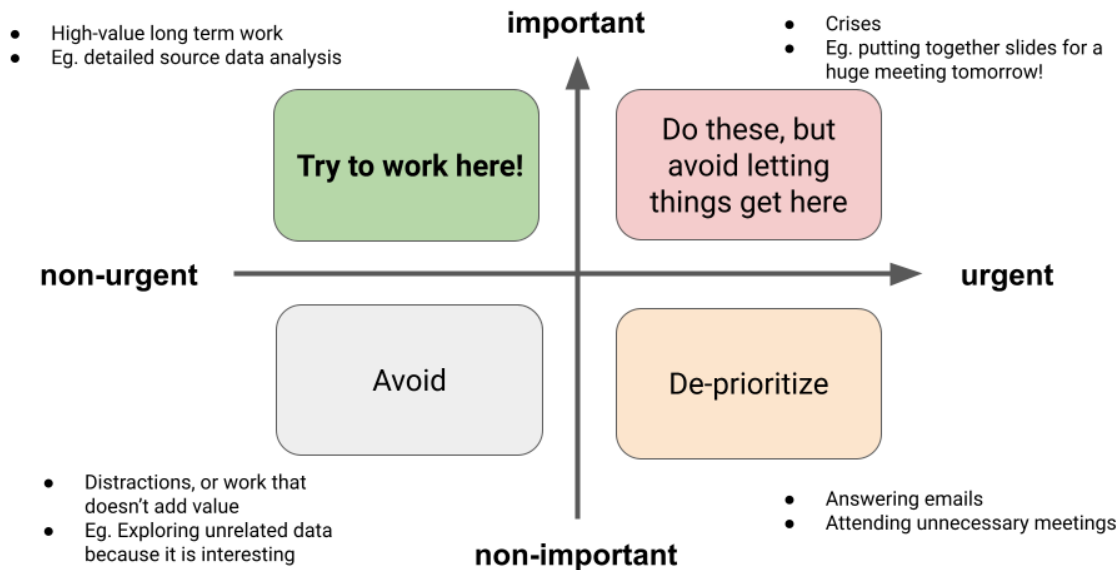 important
● High-value long term work
● Eg. detailed source data analysis
● Crises
● Eg. putting together slides for a
huge meeting tomorrow!
Try to work here!
Do these, but
avoid letting
things get here
non-urgent
urgent
Avoid
De-prioritize
● Distractions, or work that
doesn’t add value
● Eg. Exploring unrelated data
because it is interesting
● Answering emails
● Attending unnecessary meetings
non-important